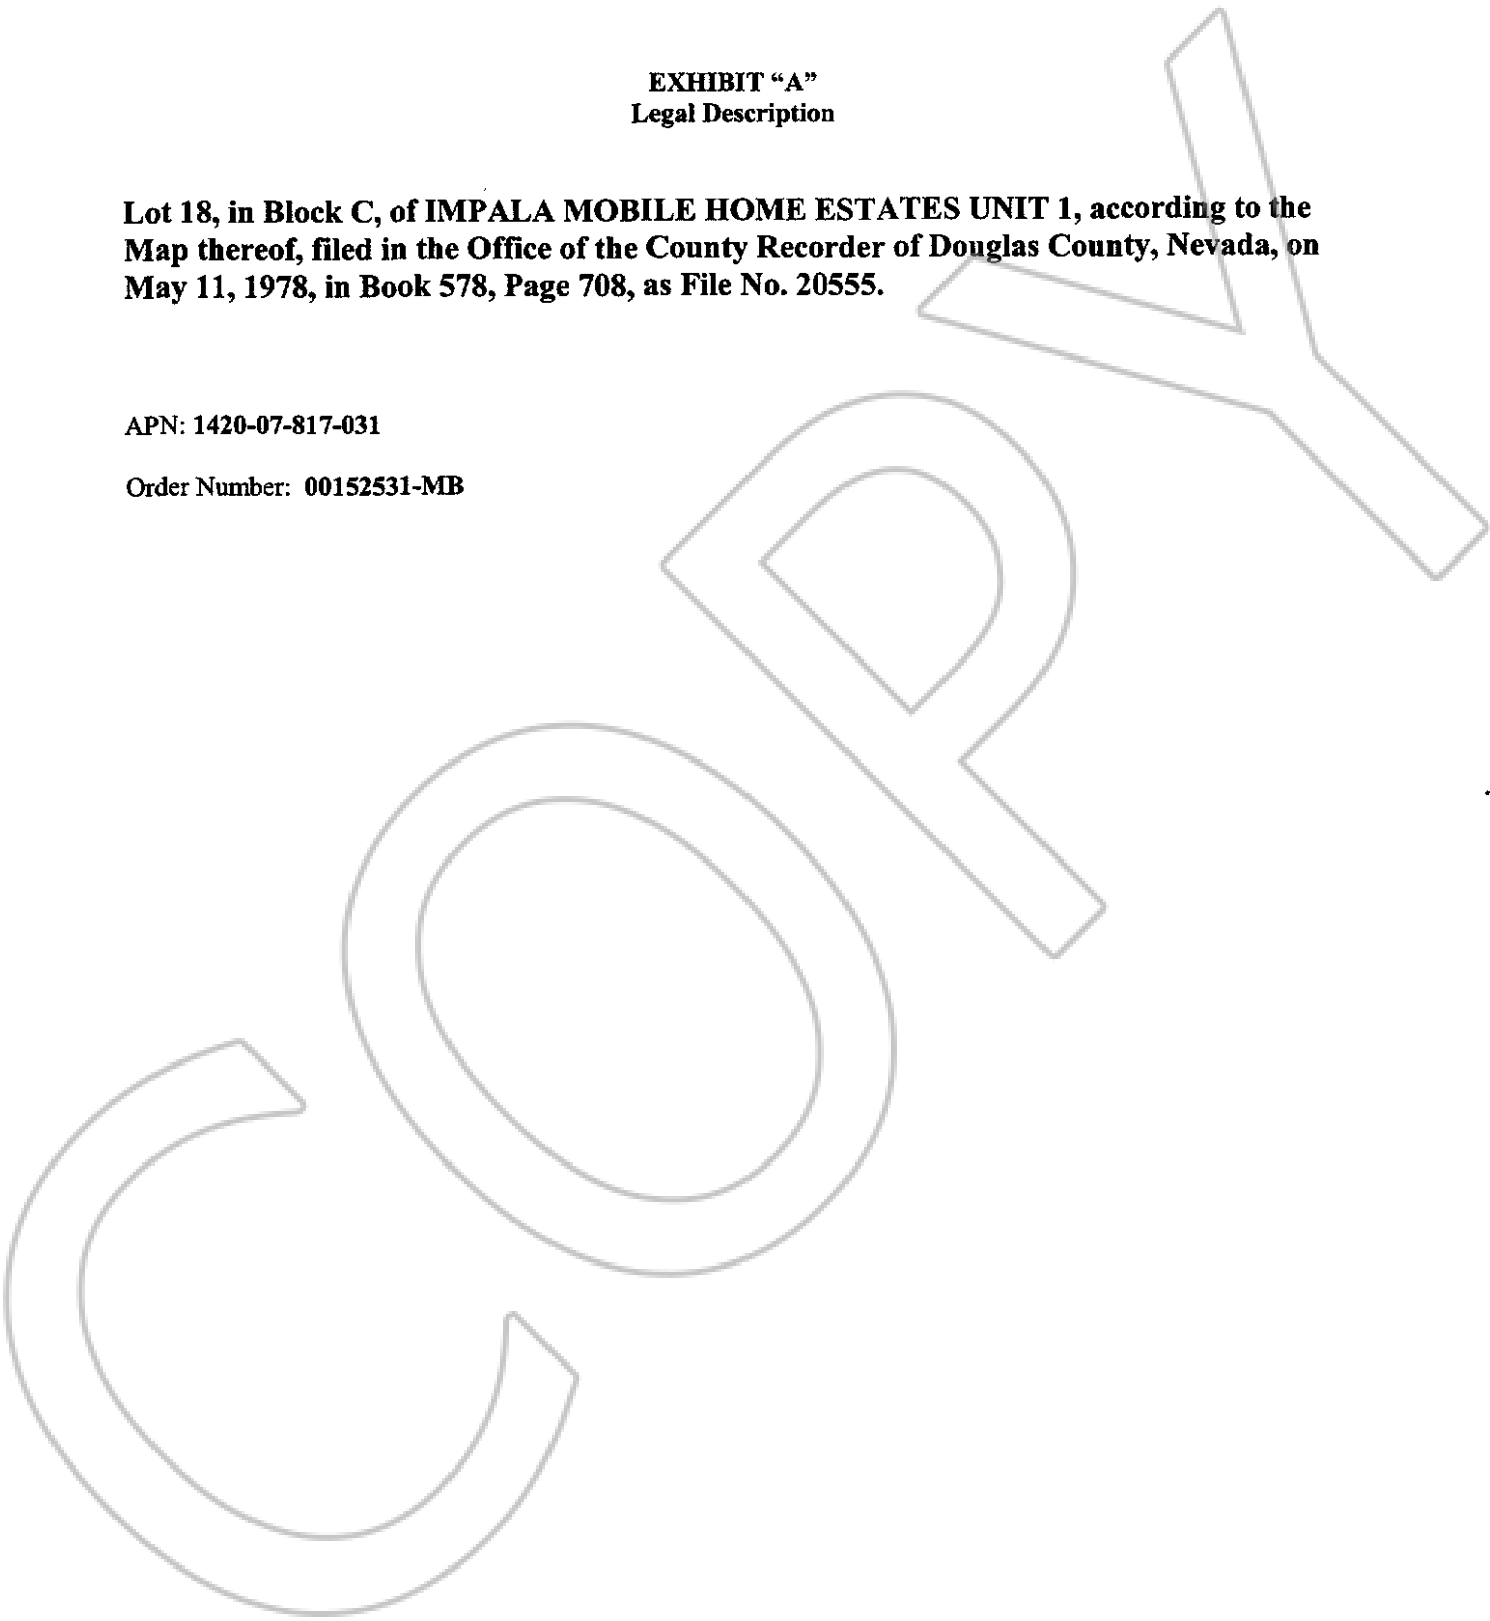 EXHIBIT “A”
Legal Description
Lot 18, in Block C, of IMPALA MOBILE HOME ESTATES UNIT 1, according to the
Map thereof, filed in the Office of the County Recorder of Douglas County, Nevada, on
May 11, 1978, in Book 578, Page 708, as File No. 20555.
APN: 1420-07-817-031
Order Number: 00152531-MB
COPY